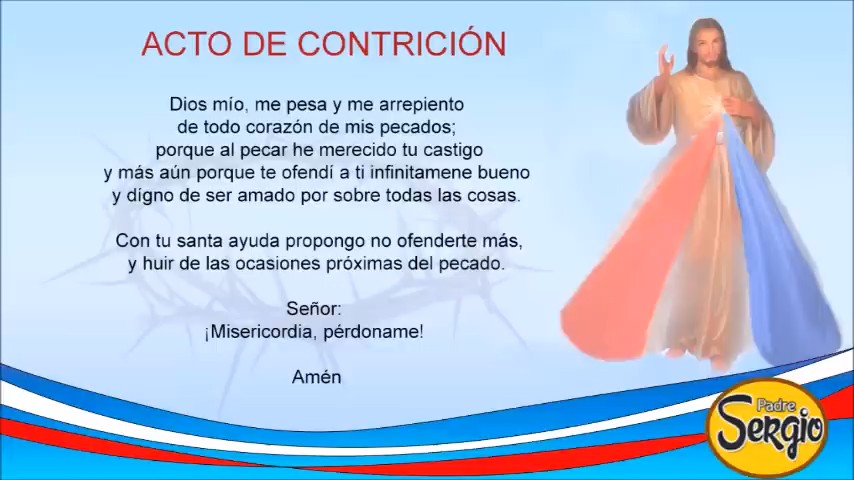 ACTO DE CONTRICIÓN
Dios mío, me pesa y me arrepiento
de todo corazón de mis pecados;
porque al pecar he merecido tu castigo
y más aún porque te ofendí a ti infinitamene bueno
y digno de ser amado por sobre todas las cosas.
Con tu santa ayuda propongo no ofenderte más,
y huir de las ocasiones próximas del pecado.
Señor:
¡Misericordia, pérdoname!
Amén
Padre
Sergio